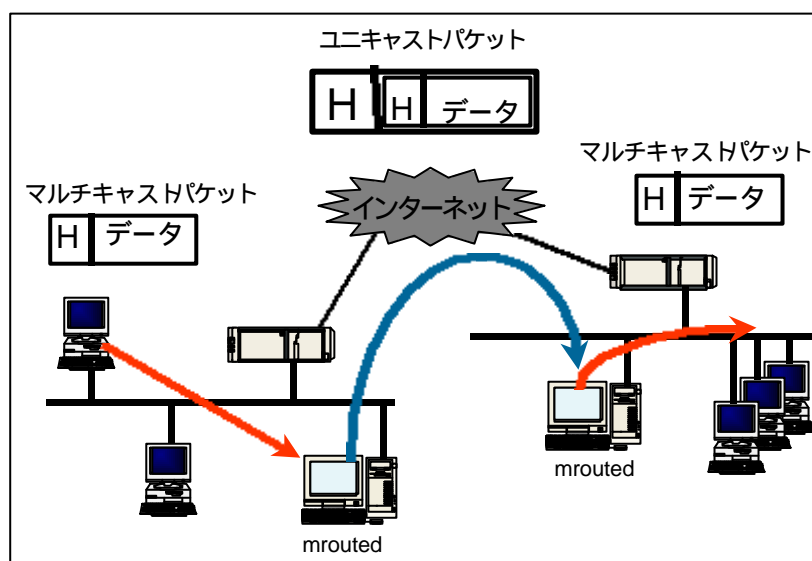 ユニキャストパケット
H H データ
マルチキャストパケット
H データ
マルチキャストパケット
H データ
インターネット
mrouted
mrouted